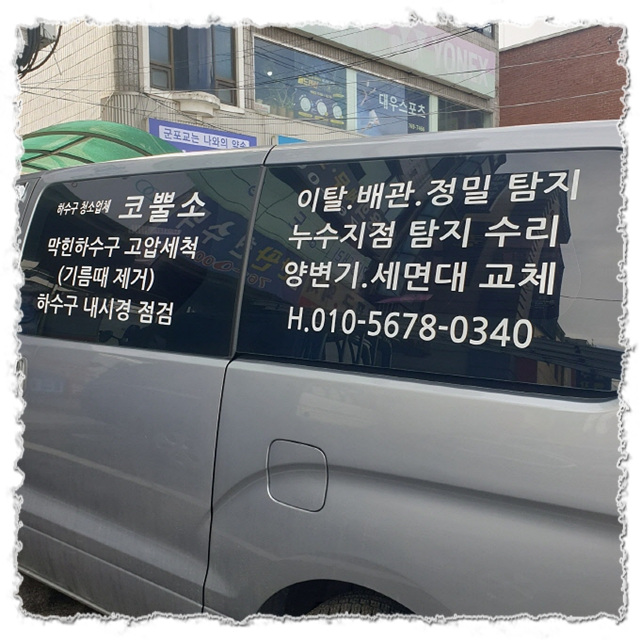 YONEX
대우스포츠
군포교는 나와의 약속
하수구 청소업체 코뿔소
막힌하수구 고압세척
(기름때 제거)
하수구 내시경 점검
이탈.배관.정밀 탐지
누수지점 탐지 수리
양변기.세면대 교체
H.010-5678-0340